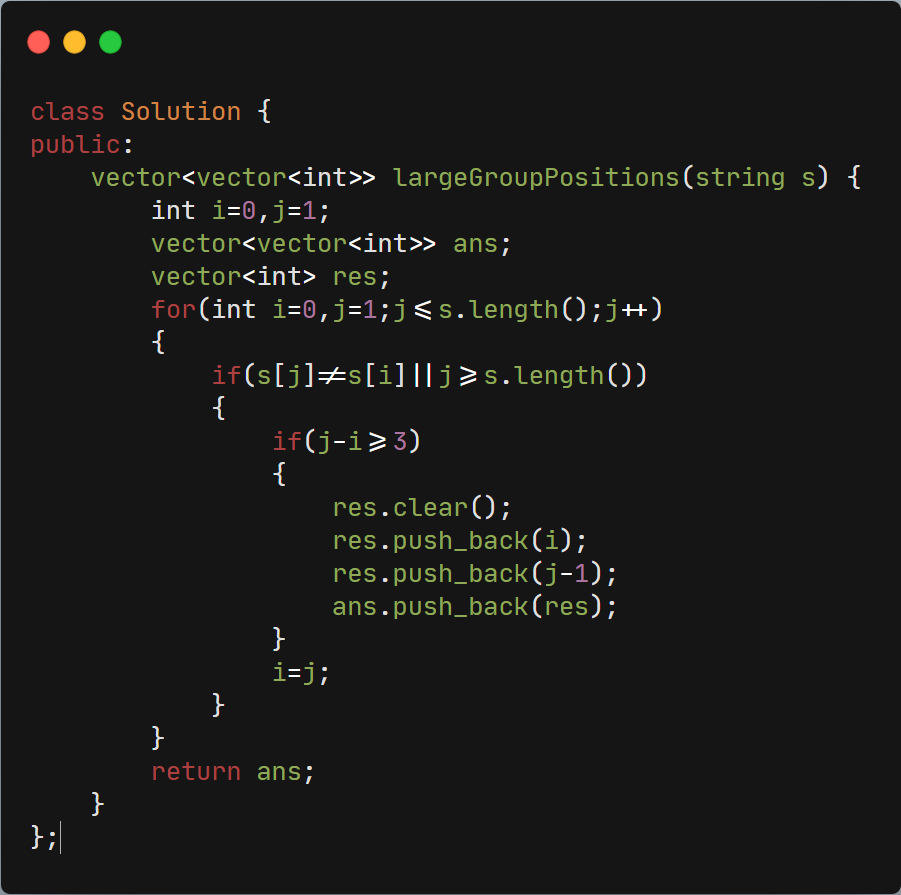 class Solution {
public:
    vector<vector<int>> largeGroupPositions(string s) {
        int i=0,j=1;
        vector<vector<int>> ans;
        vector<int> res;
        for(int i=0,j=1;j<=s.length();j++)
        {
            if(s[j]!=s[i]||j>=s.length())
            {
                if(j-i>=3)
                {
                    res.clear();
                    res.push_back(i);
                    res.push_back(j-1);
                    ans.push_back(res);
                }
                i=j;
            }
        }
        return ans;
    }
};